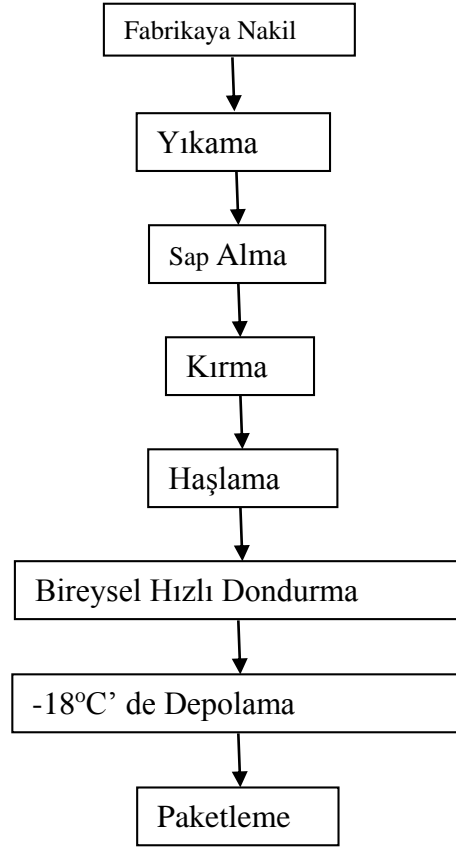 Fabrikaya Nakil
Yıkama
Sap Alma
Kırma
Haşlama
Bireysel Hızlı Dondurma
-18ºC’ de Depolama
Paketleme